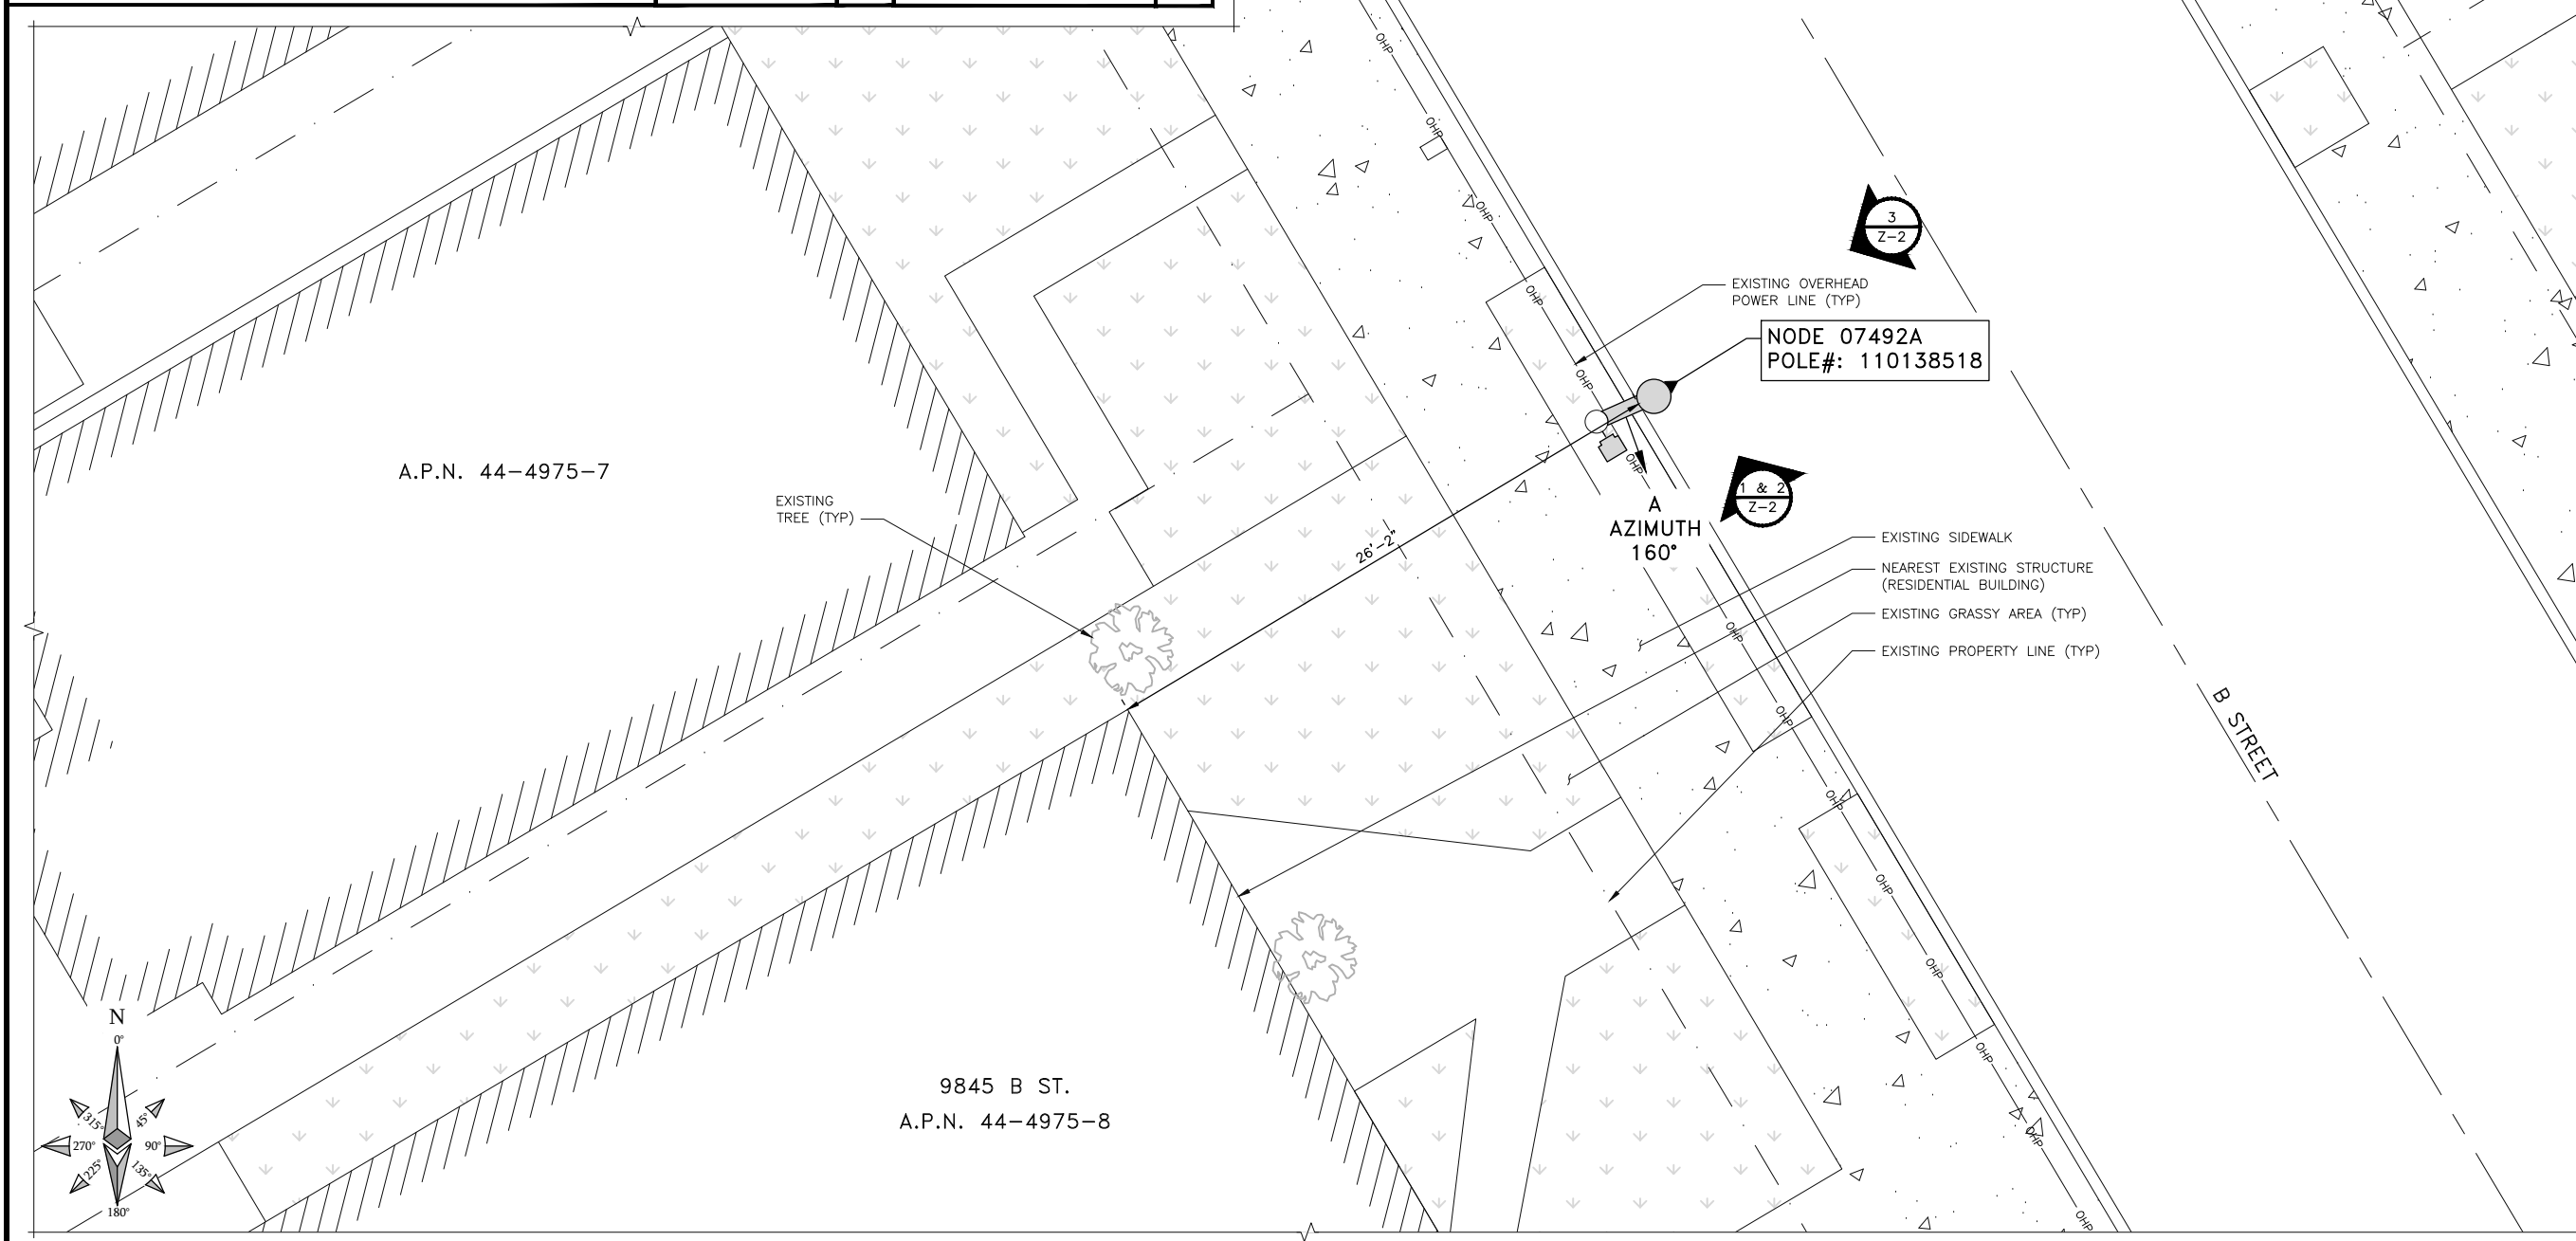 3
Z-2
EXISTING OVERHEAD
POWER LINE (TYP)
NODE 07492A
POLE#: 110138518
A.P.N. 44-4975-7
EXISTING
TREE (TYP)
1 & 2
Z-2
A
AZIMUTH
160°
26'-2"
EXISTING SIDEWALK
NEAREST EXISTING STRUCTURE
(RESIDENTIAL BUILDING)
EXISTING GRASSY AREA (TYP)
EXISTING PROPERTY LINE (TYP)
B STREET
OHP
OHP
OHP
OHP
OHP
OHP
OHP
OHP
OHP
OHP
OHP
OHP
OHP
OHP
9845 B ST.
A.P.N. 44-4975-8
N
0°
315°
45°
270°
90°
225°
135°
180°